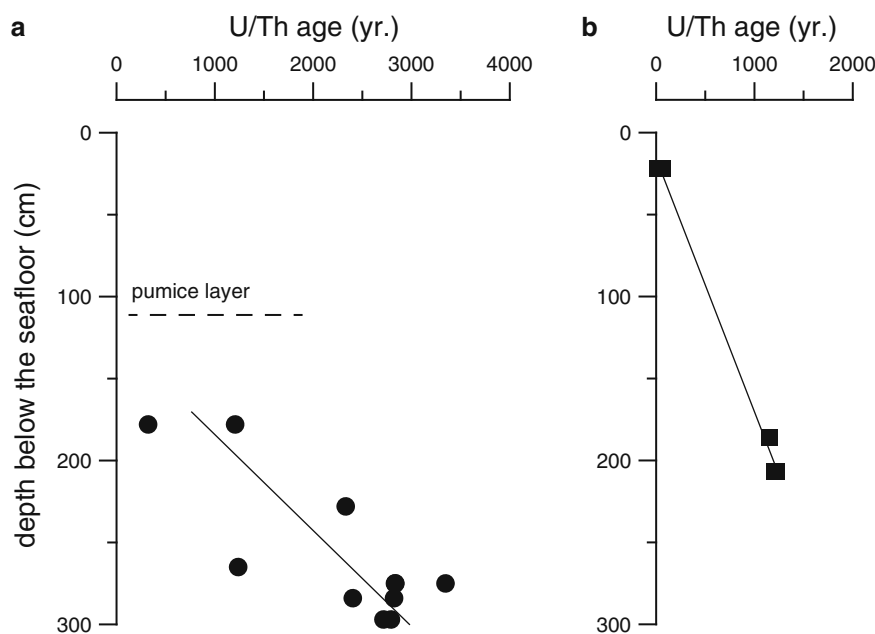 a
U/Th age (yr.)
0 1000 2000 3000 4000
depth below the seafloor (cm)
0
100
200
300
pumice layer
b
U/Th age (yr.)
0 1000 2000
0
100
200
300